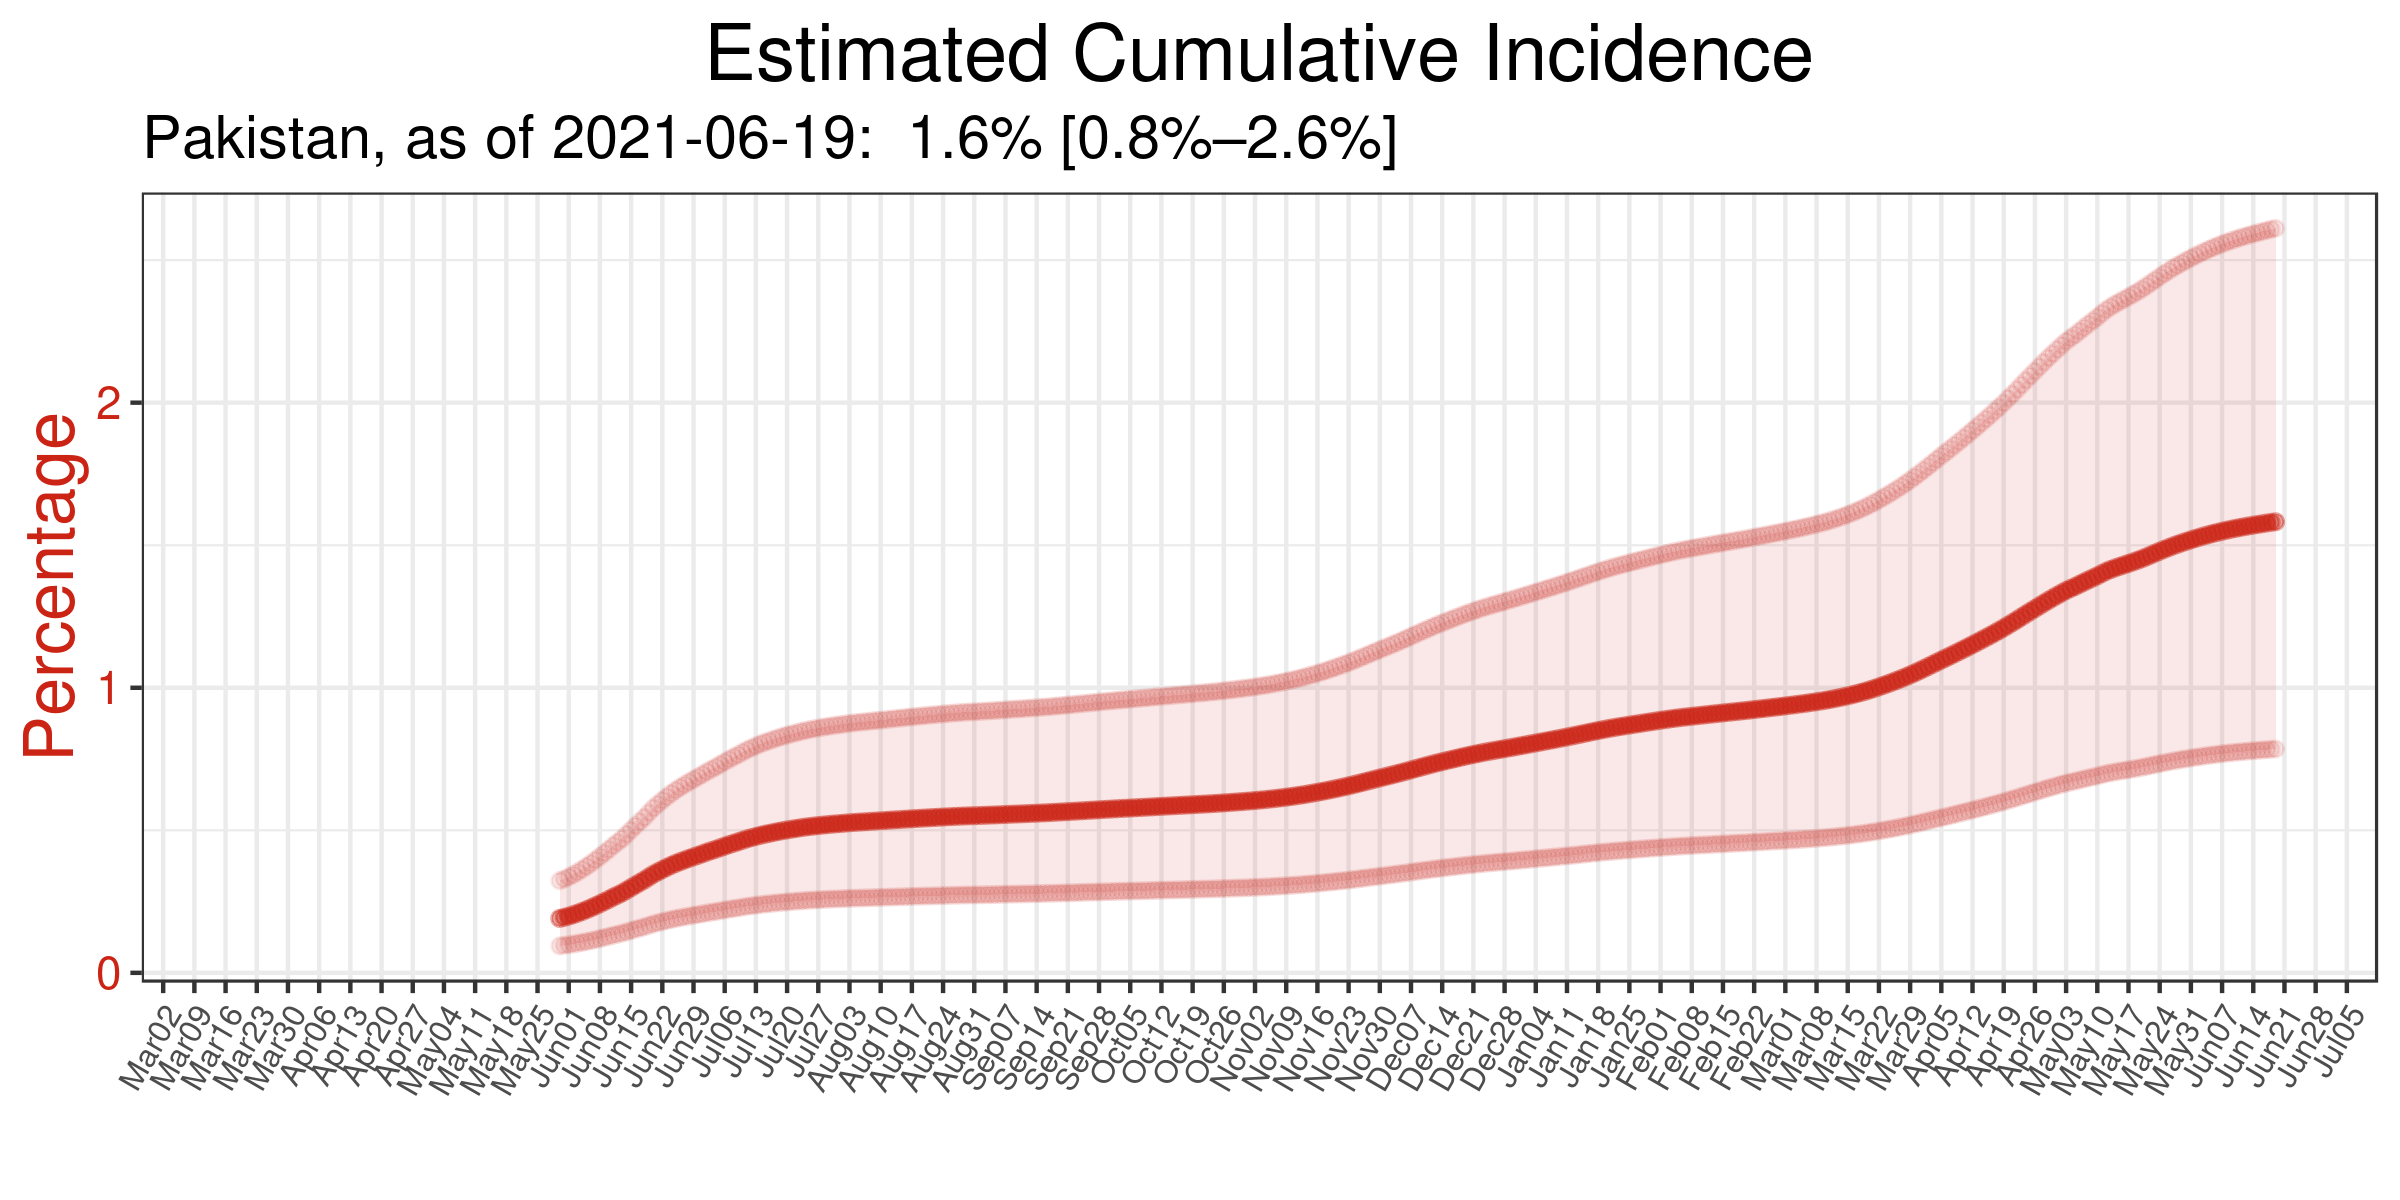 Estimated Cumulative Incidence
Pakistan, as of 2021-06-19:  1.6% [0.8%–2.6%]
Percentage
2
1
0
Mar02
Mar09
Mar16
Mar23
Mar30
Apr06
Apr13
Apr20
Apr27
May04
May11
May18
May25
Jun01
Jun08
Jun15
Jun22
Jun29
Jul06
Jul13
Jul20
Jul27
Aug03
Aug10
Aug17
Aug24
Aug31
Sep07
Sep14
Sep21
Sep28
Oct05
Oct12
Oct19
Oct26
Nov02
Nov09
Nov16
Nov23
Nov30
Dec07
Dec14
Dec21
Dec28
Jan04
Jan11
Jan18
Jan25
Feb01
Feb08
Feb15
Feb22
Mar01
Mar08
Mar15
Mar22
Mar29
Apr05
Apr12
Apr19
Apr26
May03
May10
May17
May24
May31
Jun07
Jun14
Jun21
Jun28
Jul05